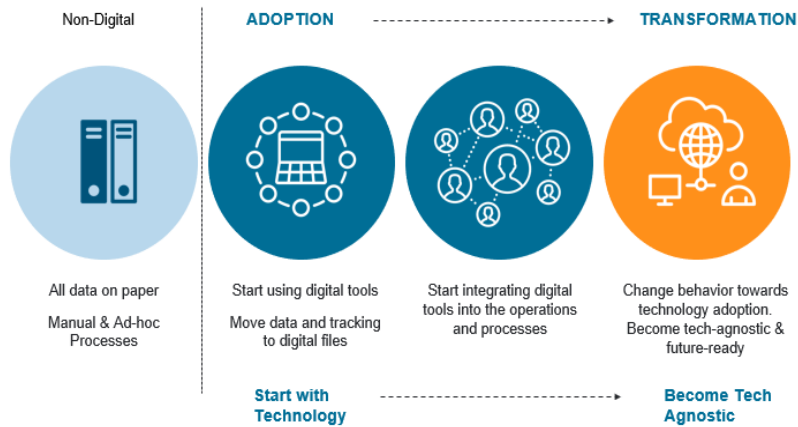 Non-Digital
ADOPTION
TRANSFORMATION
All data on paper
Manual & Ad-hoc
Processes
Start using digital tools
Move data and tracking
to digital files
Start integrating digital
tools into the operations
and processes
Change behavior towards
technology adoption.
Become tech-agnostic &
future-ready
Start with
Technology
Become Tech
Agnostic